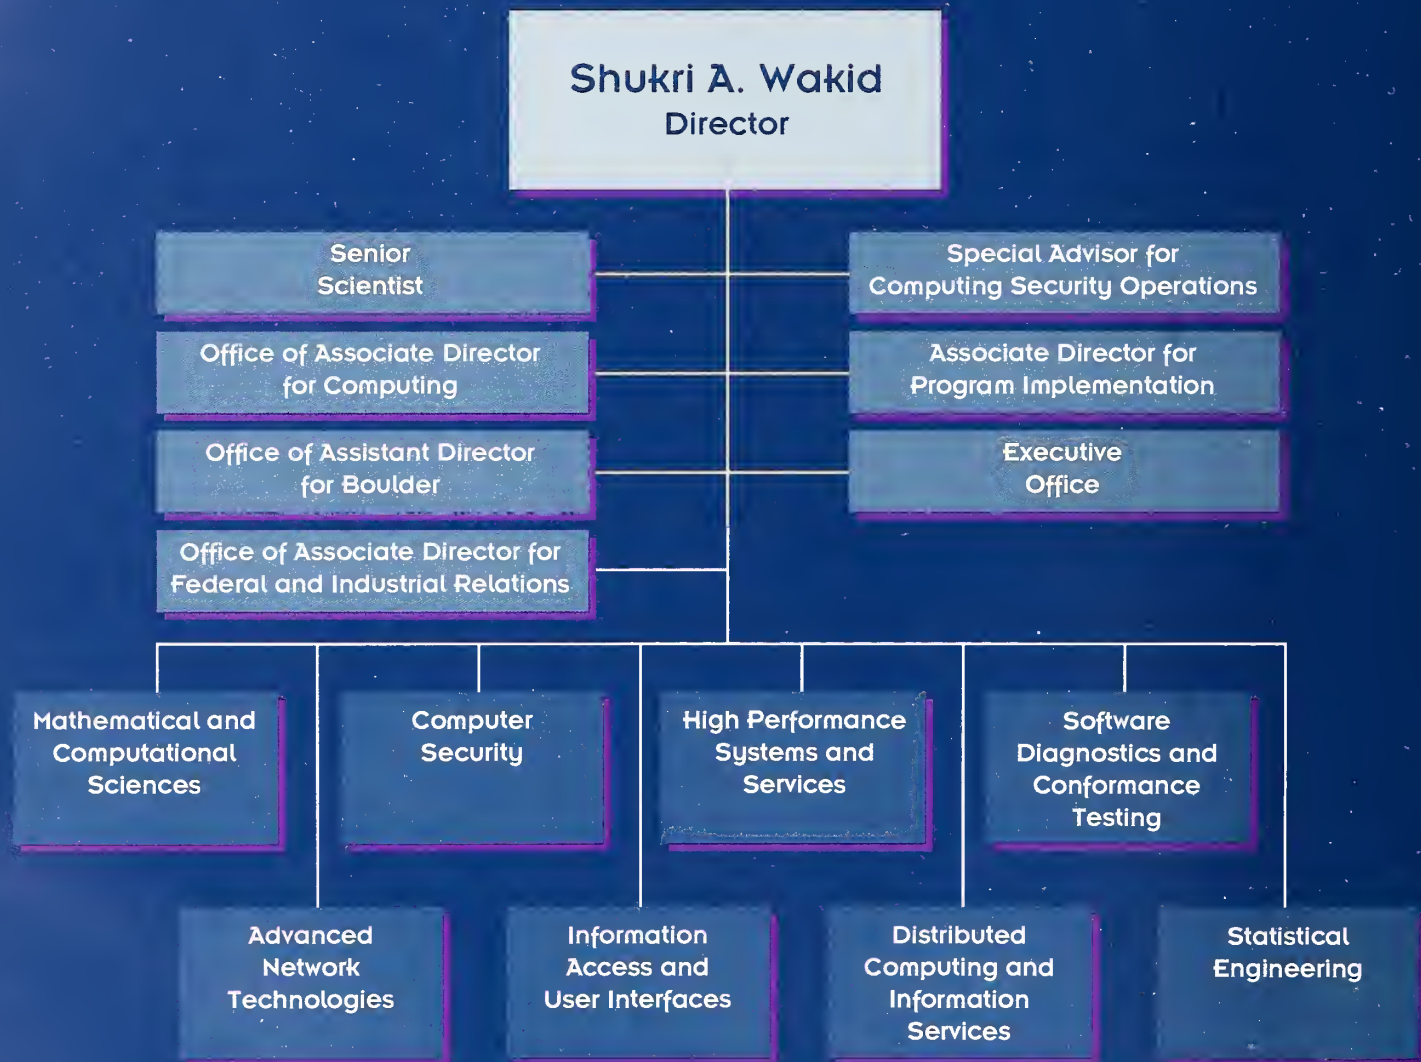 Shukri A. Wakid
Director
Senior
Scientist
Special Advisor for
Computing Security Operations
Office of Associate Director
for Computing
Associate Director for
Program Implementation
Office of Assistant Director
for Boulder
Executive
Office
Office of Associate Director for
Federal and Industrial Relations
Mathematical and
Computational
Sciences
Computer
Security
High Performance
Systems and
Services
Software
Diagnostics and
Conformance
Testing
Advanced
Network
Technologies
Information
Access and
User Interfaces
Distributed
Computing and
Information
Services
Statistical
Engineering